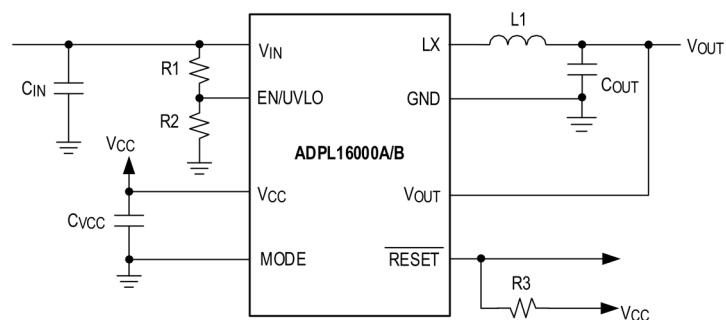 L1
VIN
LX
VOUT
R1
CIN
EN/UVLO
GND
COUT
R2
ADPL16000A/B
VCC
VCC
VOUT
CVCC
MODE
RESET
R3
VCC